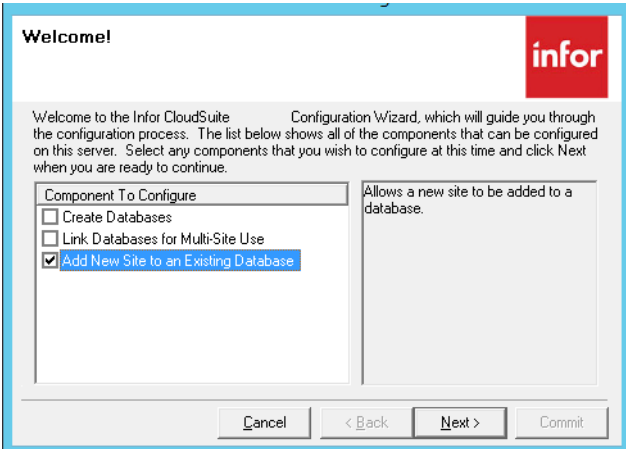 Welcome!
infor
Welcome to the Infor CloudSuite Configuration Wizard, which will guide you through
the configuration process. The list below shows all of the components that can be configured
on this server. Select any components that you wish to configure at this time and click Next
when you are ready to continue.
Component To Configure
Create Databases
Link Databases for Multi-Site Use
Add New Site to an Existing Database
Allows a new site to be added to a
database.
Cancel
< Back
Next >
Commit